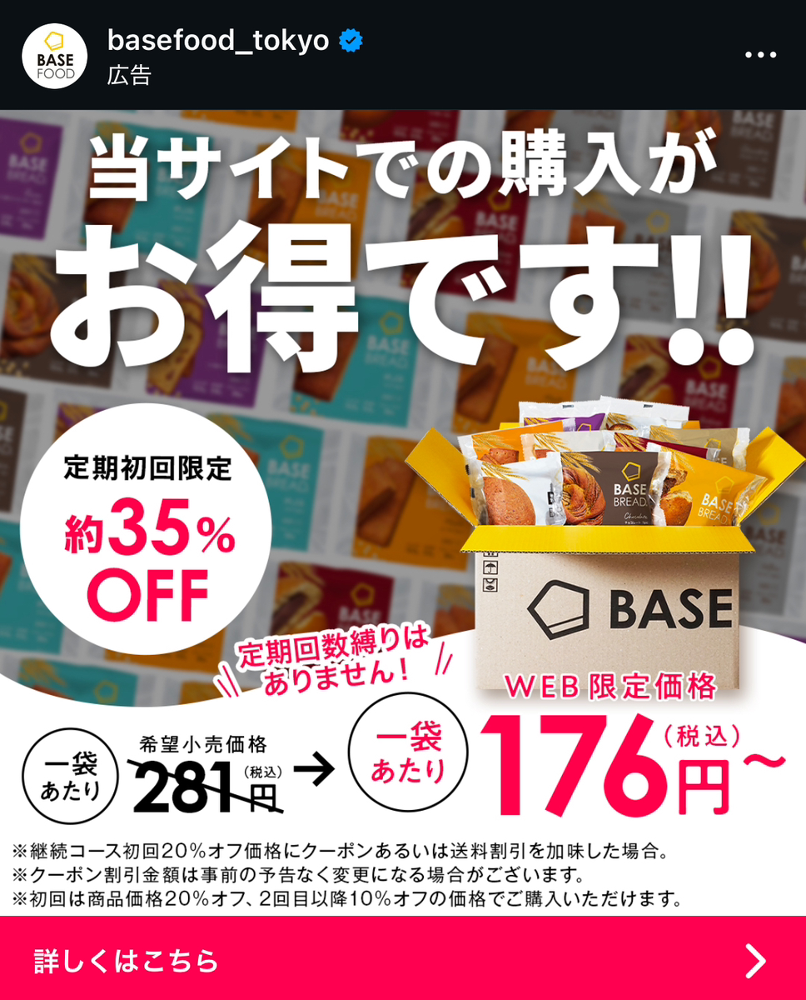 BASE
FOOD
basefood_tokyo
広告
当サイトでの購入が
お得です!!
定期初回限定
約35%
OFF
BASE
BREAD
Chocolate
BASE
BREAD
BASE
定期回数縛りは
ありません!
WEB限定価格
一袋
あたり
希望小売価格
281円(税込)
→
一袋
あたり
176円(税込)~
※継続コース初回20%オフ価格にクーポンあるいは送料割引を加味した場合。
※クーポン割引金額は事前の予告なく変更になる場合がございます。
※初回は商品価格20%オフ、2回目以降10%オフの価格でご購入いただけます。
詳しくはこちら